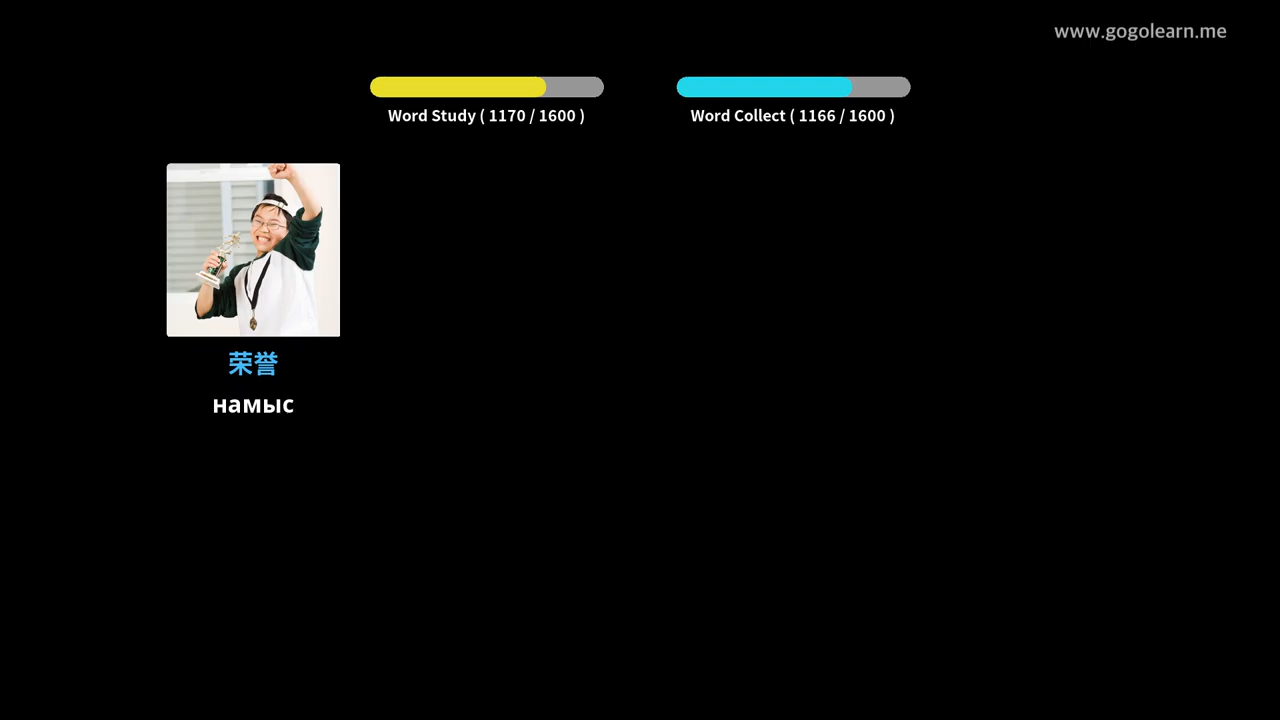 www.gogolearn.me
Word Study ( 1170 / 1600 )
Word Collect ( 1166 / 1600 )
荣誉
намыс